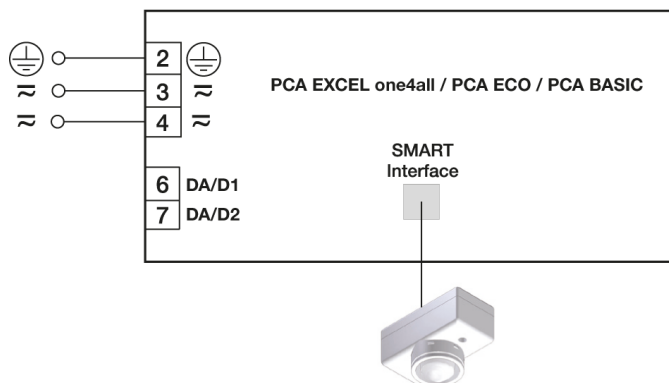 2
3
4
PCA EXCEL one4all / PCA ECO / PCA BASIC
SMART
Interface
6 DA/D1
7 DA/D2